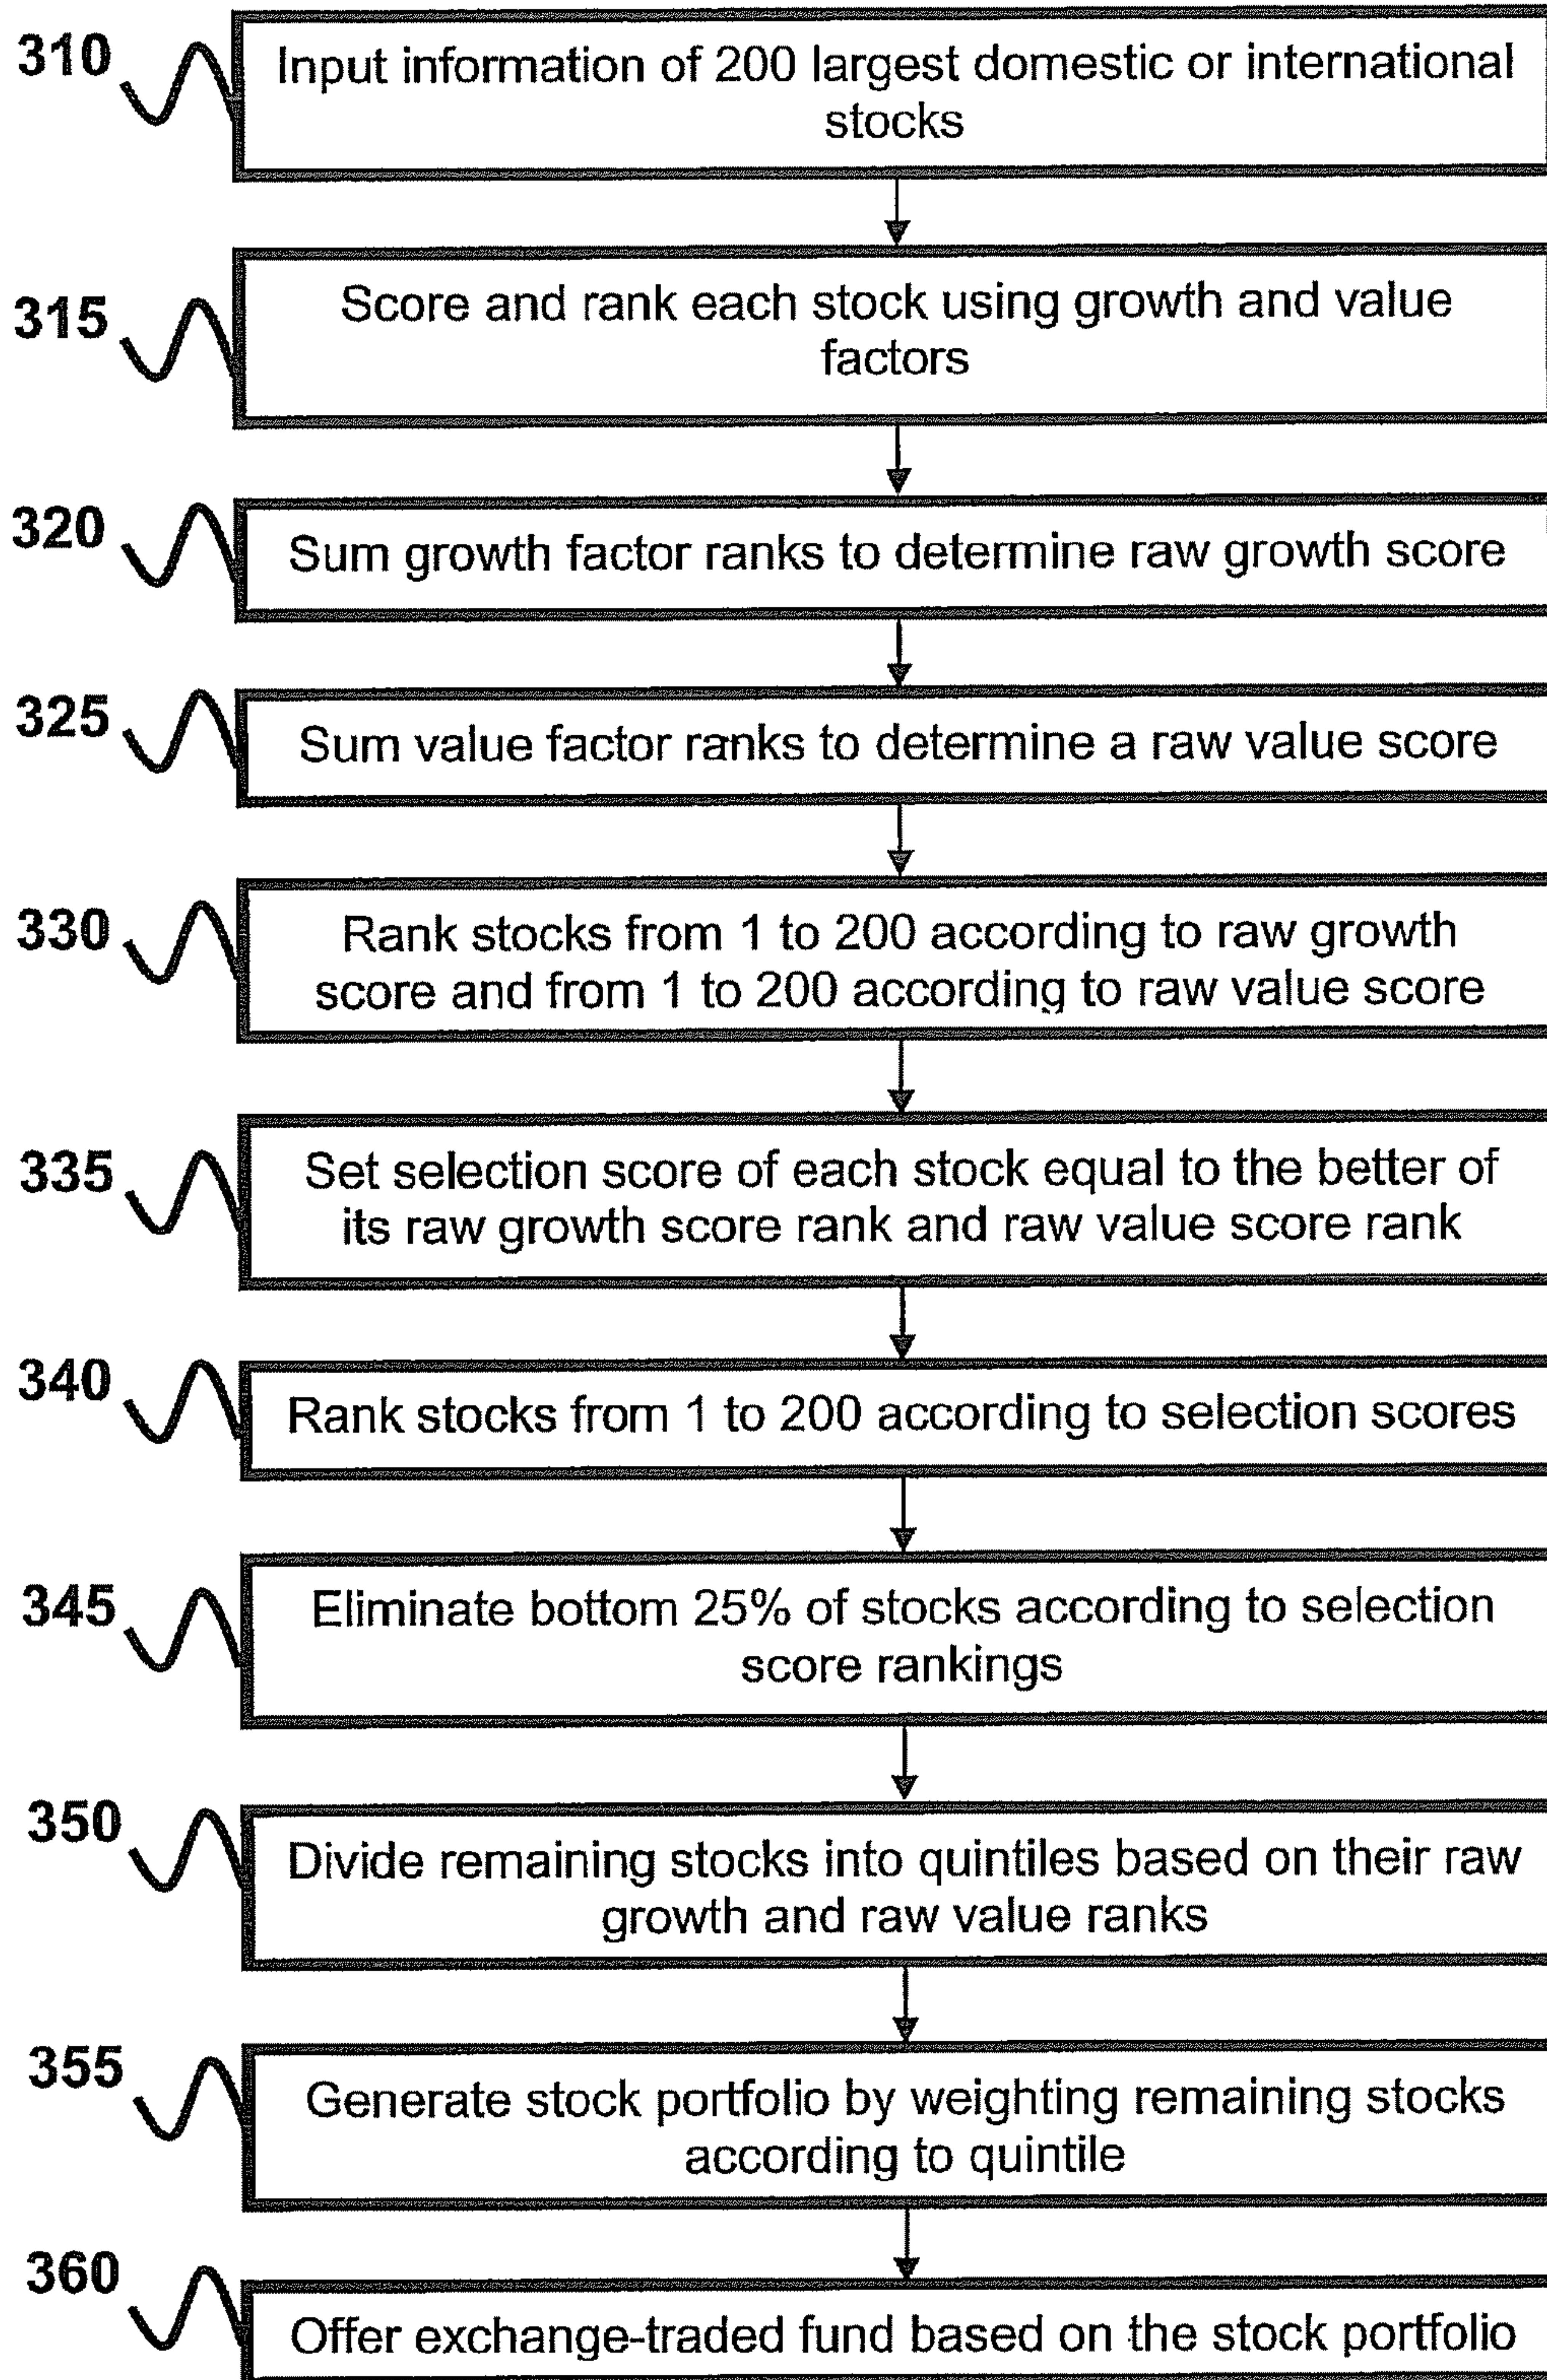 310
Input information of 200 largest domestic or international
stocks
315
Score and rank each stock using growth and value
factors
320
Sum growth factor ranks to determine raw growth score
325
Sum value factor ranks to determine a raw value score
330
Rank stocks from 1 to 200 according to raw growth
score and from 1 to 200 according to raw value score
335
Set selection score of each stock equal to the better of
its raw growth score rank and raw value score rank
340
Rank stocks from 1 to 200 according to selection scores
345
Eliminate bottom 25% of stocks according to selection
score rankings
350
Divide remaining stocks into quintiles based on their raw
growth and raw value ranks
355
Generate stock portfolio by weighting remaining stocks
according to quintile
360
Offer exchange-traded fund based on the stock portfolio